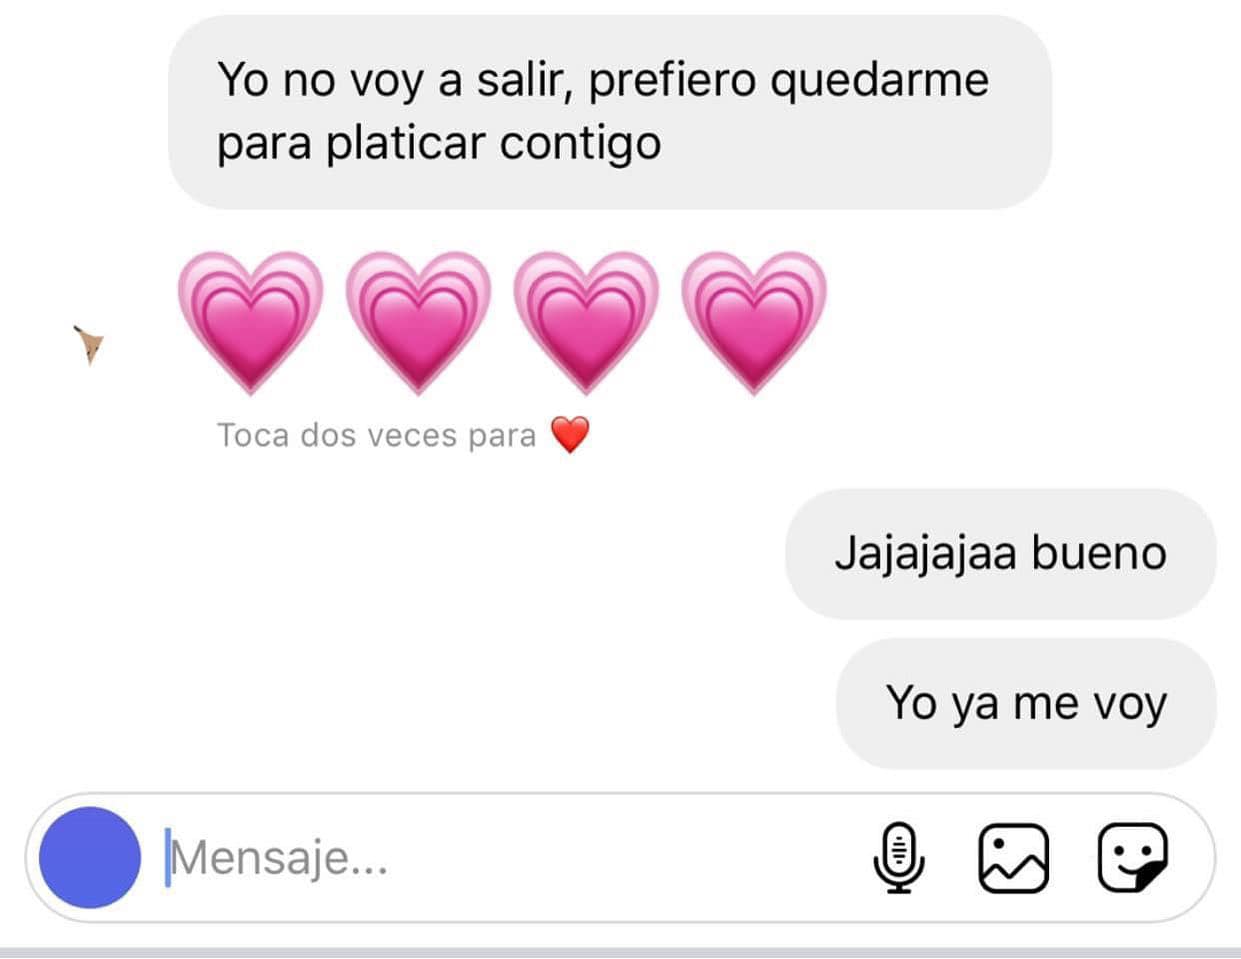 Yo no voy a salir, prefiero quedarme
para platicar contigo
💗 💗 💗 💗
Toca dos veces para ❤️
Jajajajaa bueno
Yo ya me voy
Mensaje...